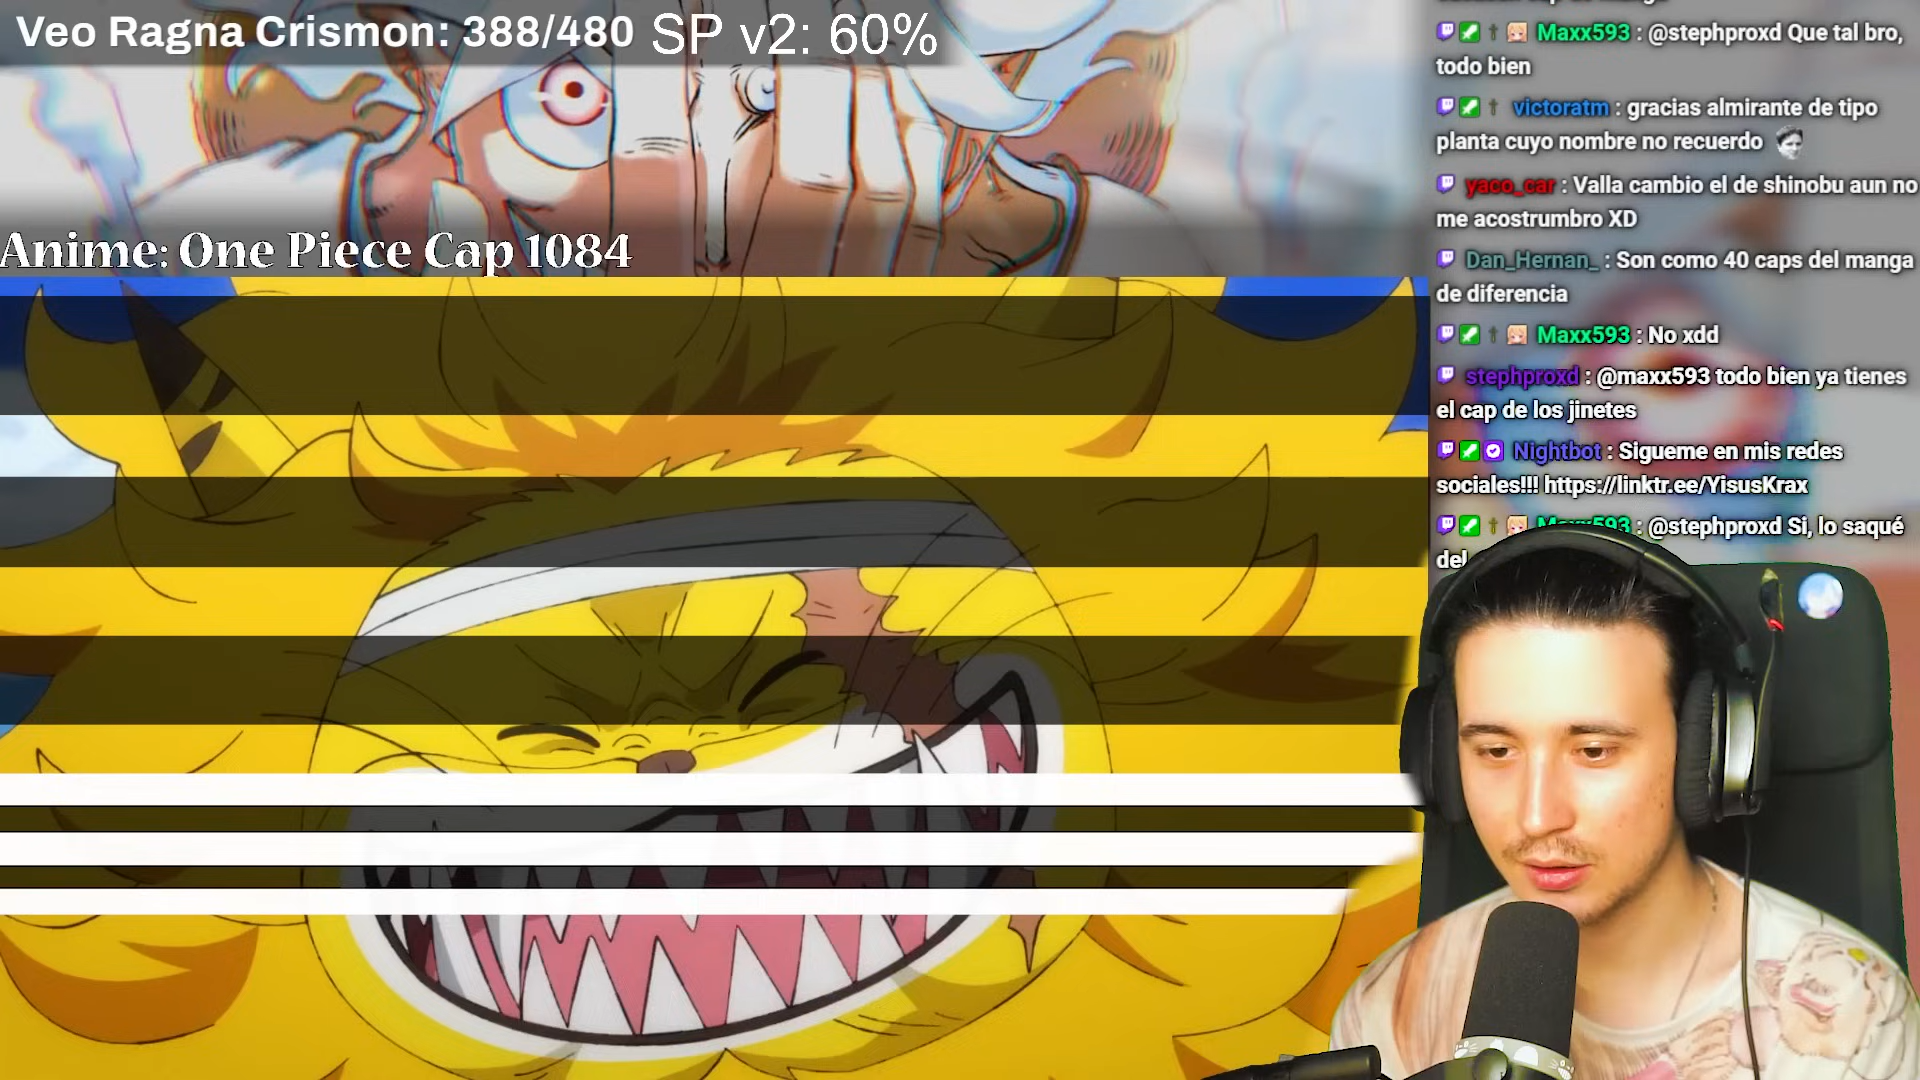 Veo Ragna Crismon: 388/480 SP v2: 60%
Anime: One Piece Cap 1084
Maxx593 : @stephproxd Que tal bro,
todo bien
victoratm : gracias almirante de tipo
planta cuyo nombre no recuerdo
yaco_car : Valla cambio el de shinobu aun no
me acostrumbro XD
Dan_Hernan_ : Son como 40 caps del manga
de diferencia
Maxx593 : No xdd
stephproxd : @maxx593 todo bien ya tienes
el cap de los jinetes
Nightbot : Sigueme en mis redes
sociales!!! https://linktr.ee/YisusKrax
Maxx593 : @stephproxd Si, lo saqué
del